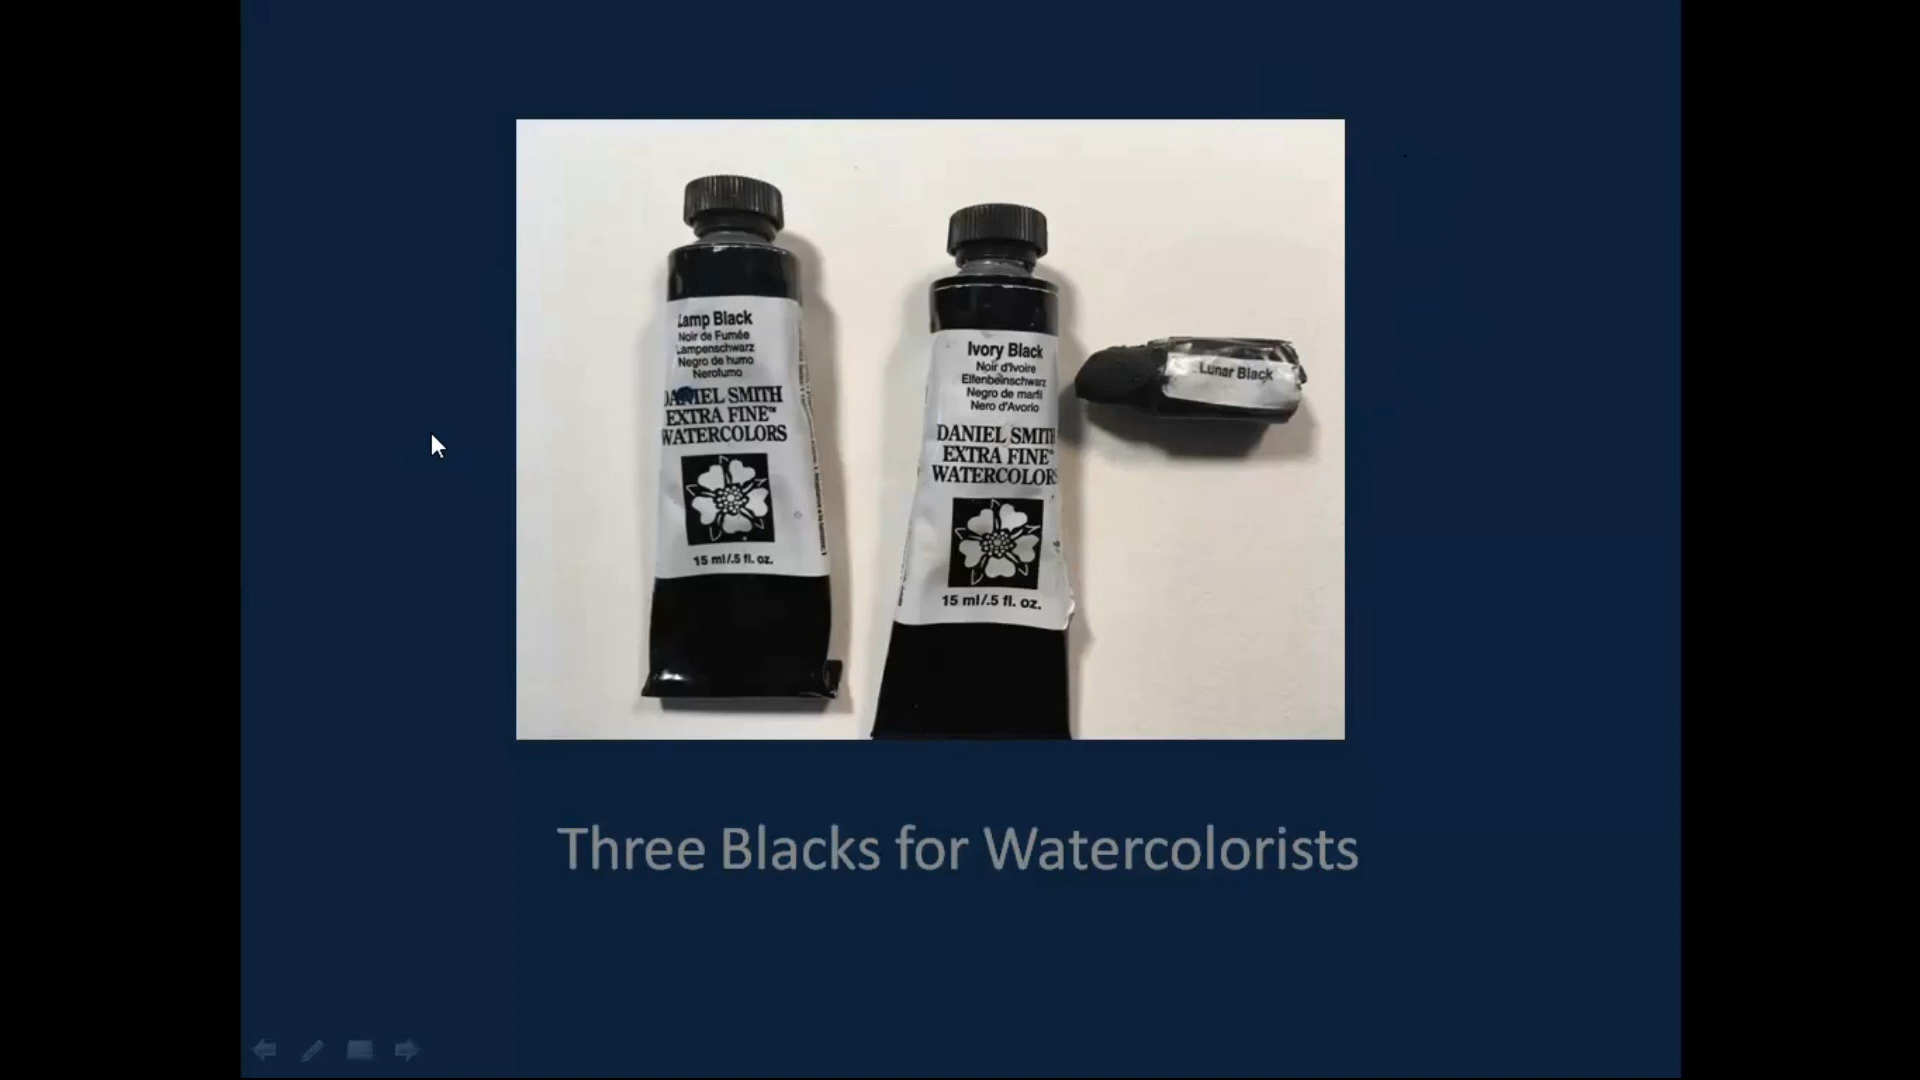 Lamp Black
Noir de Fumée
Lampenschwarz
Negro de humo
Nerofumo
DANIEL SMITH
EXTRA FINE™
WATERCOLORS
15 ml/.5 fl. oz.
Ivory Black
Noir d'Ivoire
Elfenbeinschwarz
Negro de marfil
Nero d'Avorio
DANIEL SMITH
EXTRA FINE™
WATERCOLORS
15 ml/.5 fl. oz.
Lunar Black
Three Blacks for Watercolorists